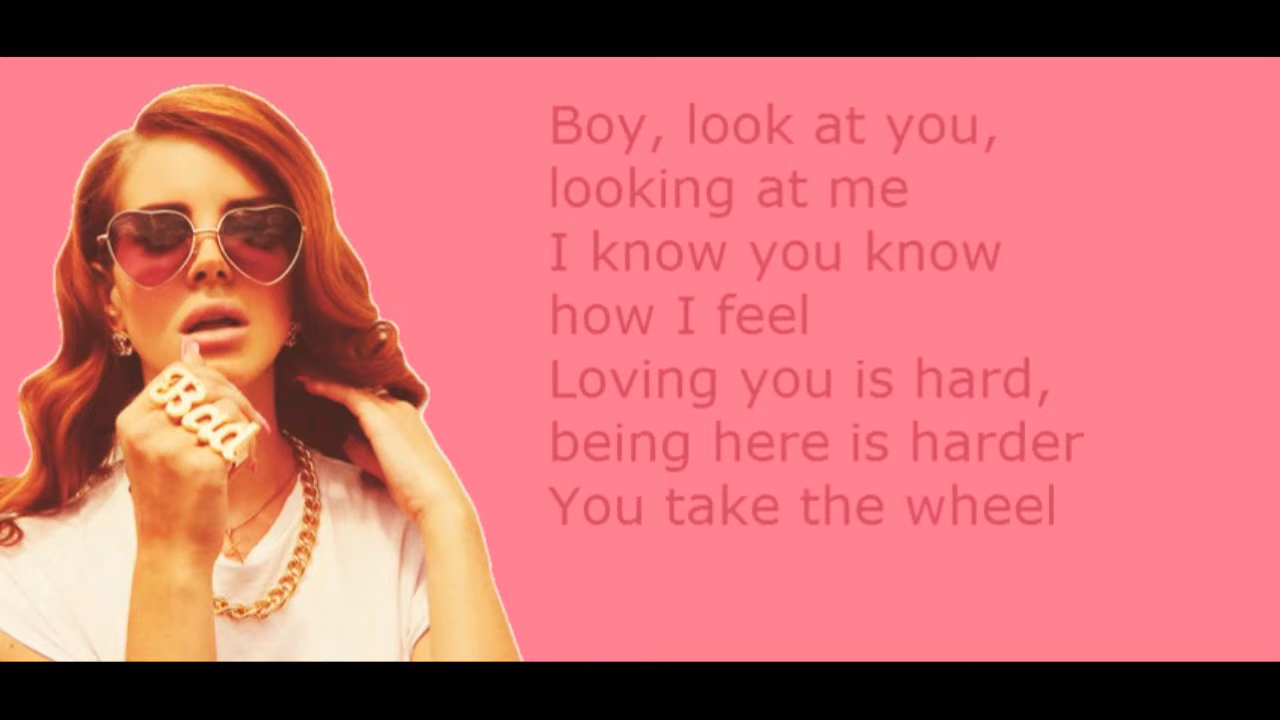 Boy, look at you,
looking at me
I know you know
how I feel
Loving you is hard,
being here is harder
You take the wheel
Bad